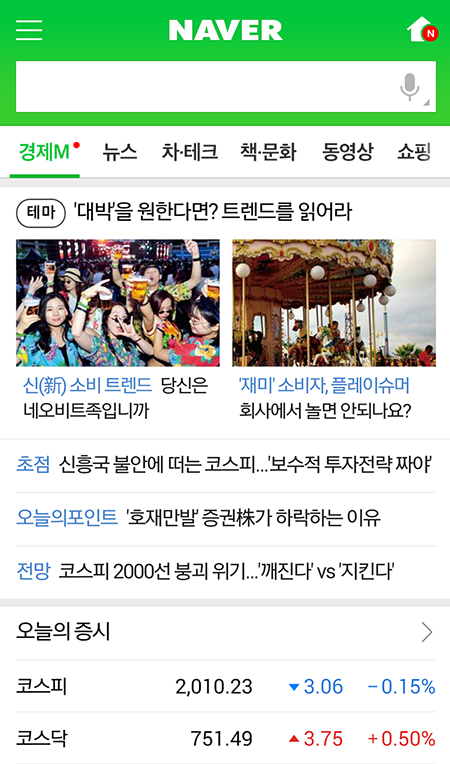 NAVER
N
경제M 뉴스 차·테크 책·문화 동영상 쇼핑
테마 '대박'을 원한다면? 트렌드를 읽어라
신(新) 소비 트렌드 당신은
네오비트족입니까
'재미' 소비자, 플레이슈머
회사에서 놀면 안되나요?
초점 신흥국 불안에 떠는 코스피...'보수적 투자전략 짜야'
오늘의포인트 '호재만발' 증권株가 하락하는 이유
전망 코스피 2000선 붕괴 위기...'깨진다' vs '지킨다'
오늘의 증시
코스피 2,010.23 ▼3.06 −0.15%
코스닥 751.49 ▲3.75 +0.50%